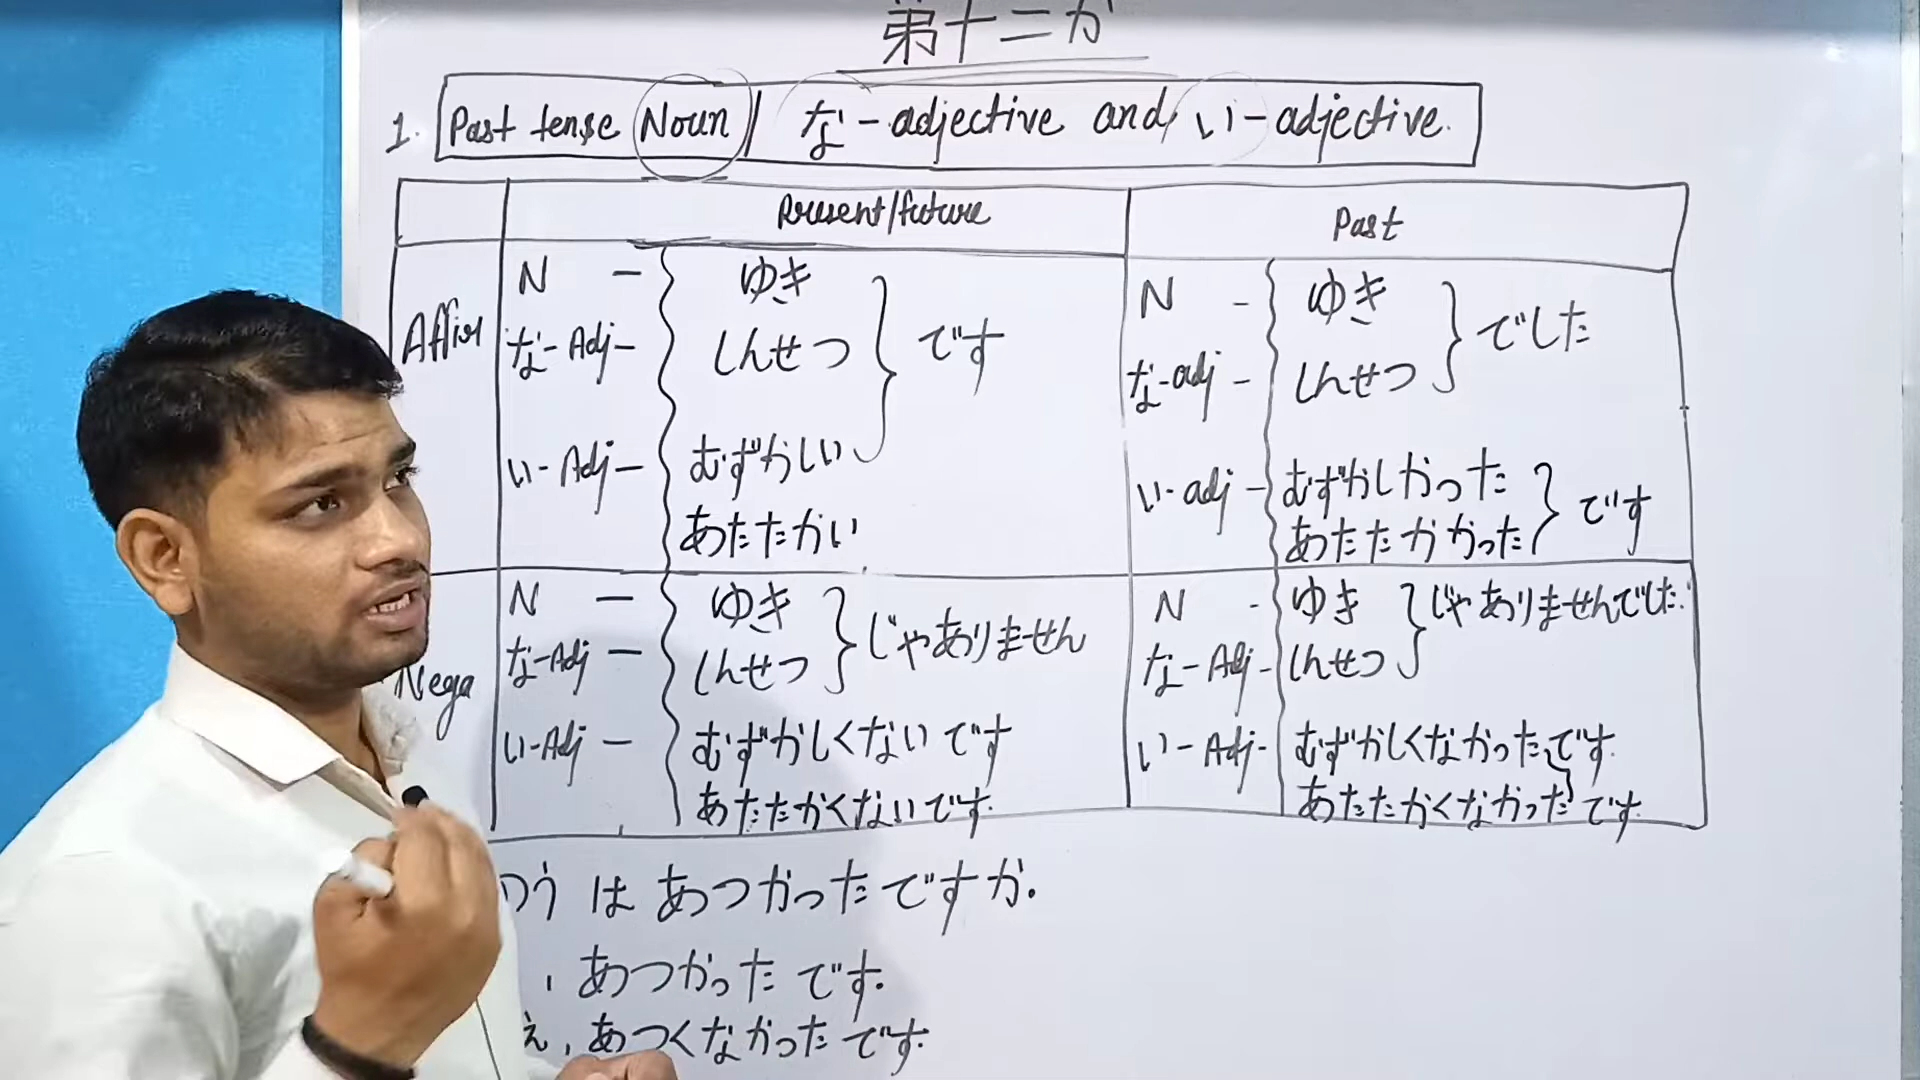 第十二か
1. Past tense Noun / な-adjective and い-adjective.
Present/future Past
Affir
N - ゆき
な-Adj- しんせつ
です
い-Adj- むずかしい
あたたかい
N - ゆき
な-adj - しんせつ
でした
い-adj - むずかしかった
あたたかかった
です
Nega
N - ゆき
な-Adj - しんせつ
じゃありません
い-Adj - むずかしくないです
あたたかくないです.
N - ゆき
な-Adj- しんせつ
じゃありませんでした.
い-Adj- むずかしくなかったです.
あたたかくなかったです.
のう は あつかったですか.
, あつかった です.
え, あつくなかったです.